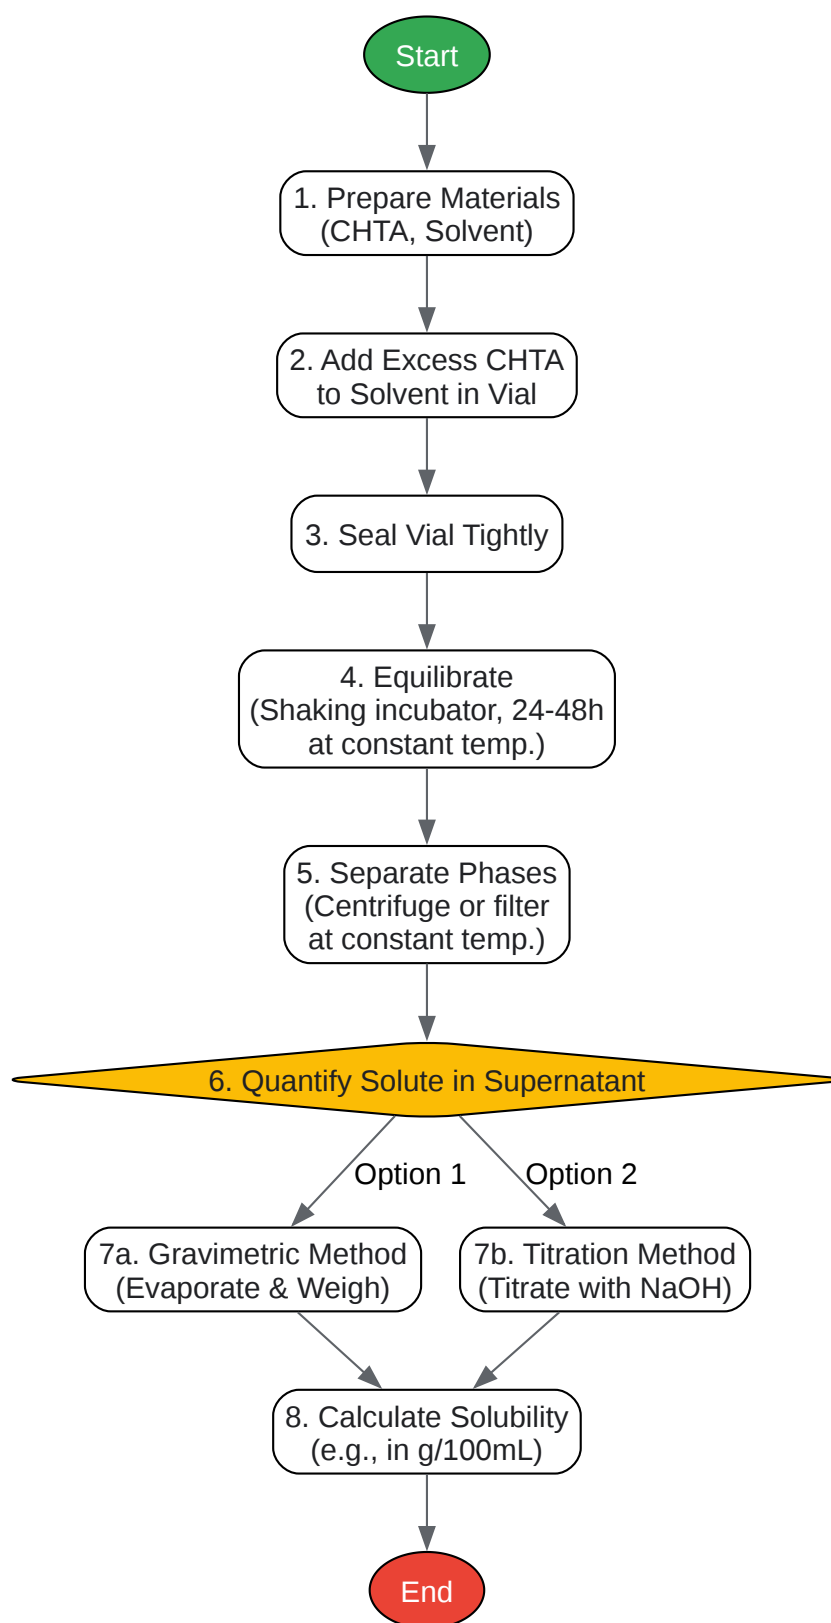 Start
1. Prepare Materials
(CHTA, Solvent)
2. Add Excess CHTA
to Solvent in Vial
3. Seal Vial Tightly
4. Equilibrate
(Shaking incubator, 24-48h
at constant temp.)
5. Separate Phases
(Centrifuge or filter
at constant temp.)
6. Quantify Solute in Supernatant
Option 1
Option 2
7a. Gravimetric Method
(Evaporate & Weigh)
7b. Titration Method
(Titrate with NaOH)
8. Calculate Solubility
(e.g., in g/100mL)
End